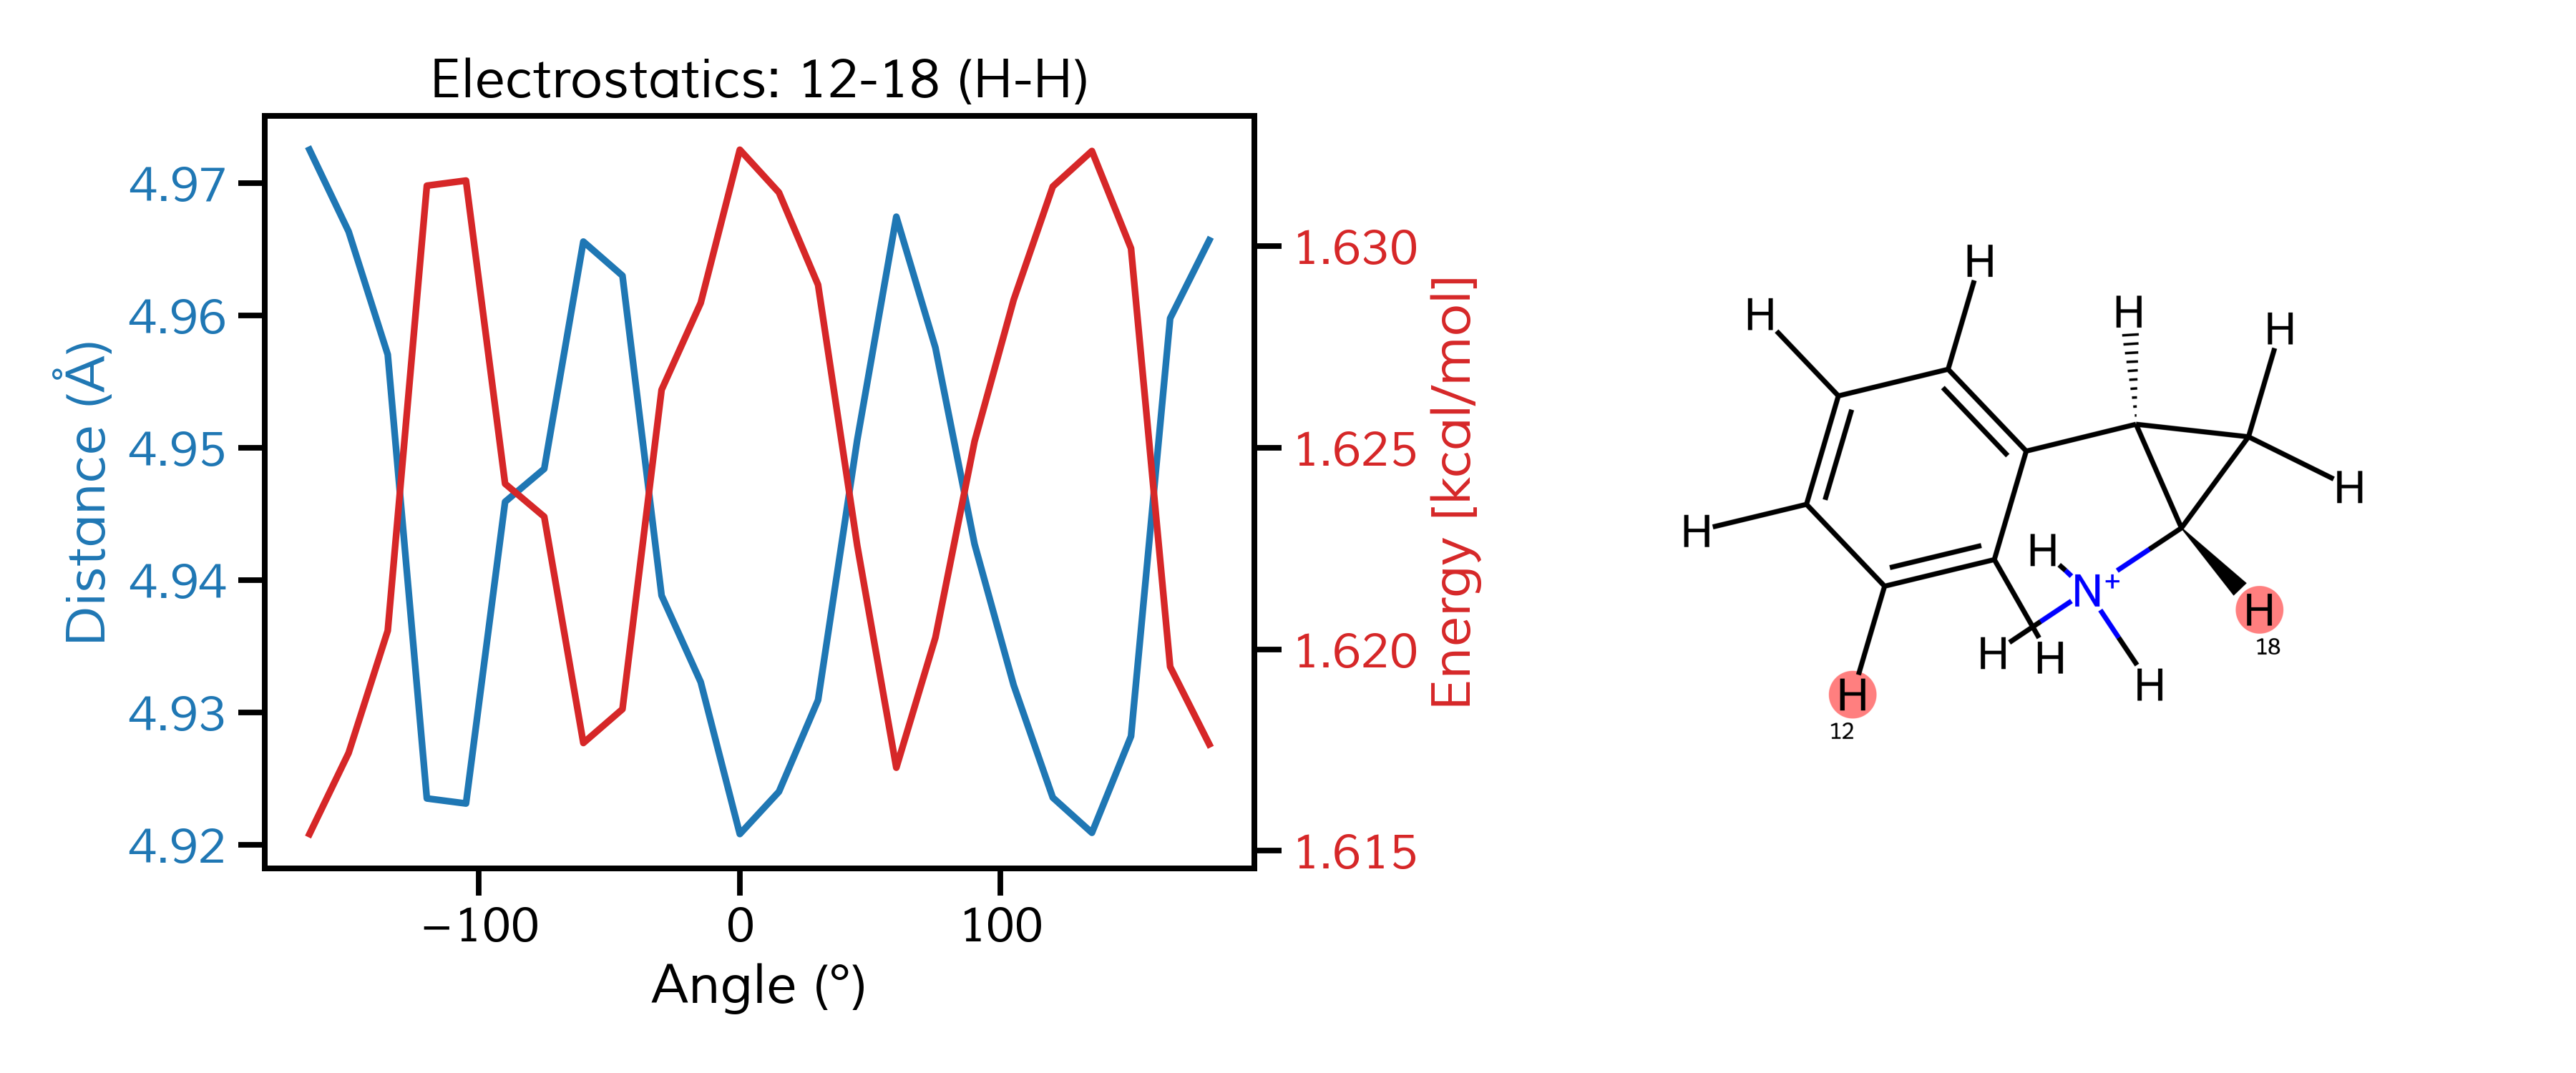 Electrostatics: 12-18 (H-H)
Distance (Å)
4.97
4.96
4.95
4.94
4.93
4.92
−100
0
100
Angle (°)
1.630
1.625
1.620
1.615
Energy [kcal/mol]
H
H
H
H
H
H
H
H
N+
H
18
H
H
H
H
12